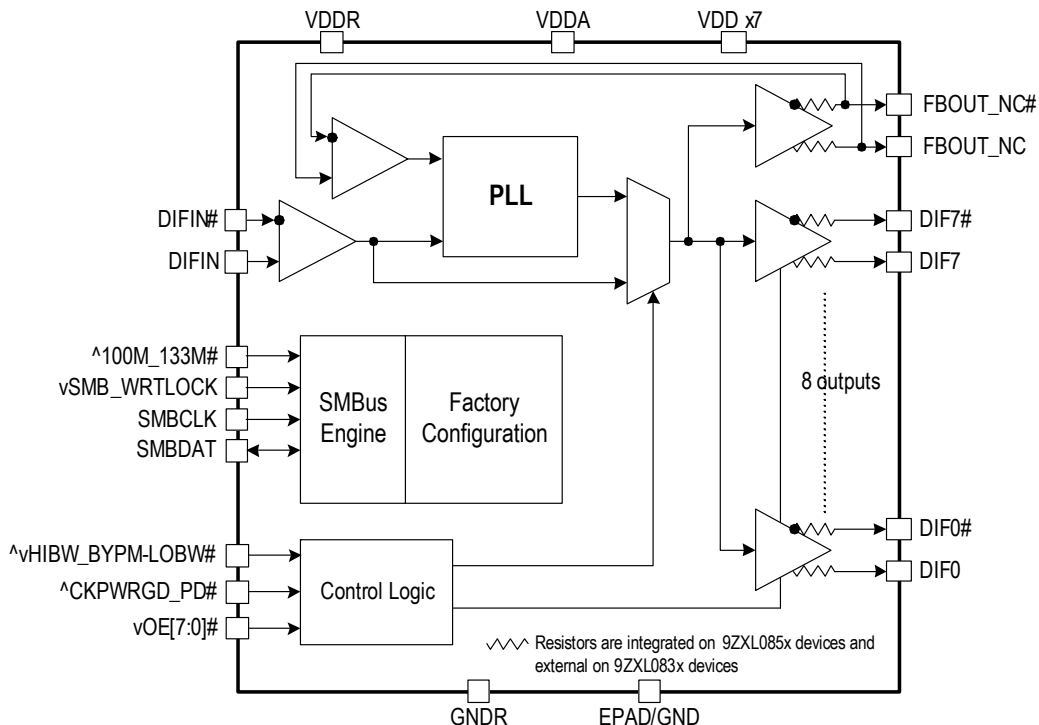 VDDR
VDDA
VDD x7
FBOUT_NC#
FBOUT_NC
PLL
DIFIN#
DIFIN
DIF7#
DIF7
^100M_133M#
vSMB_WRTLOCK
SMBCLK
SMBDAT
SMBus
Engine
Factory
Configuration
8 outputs
DIF0#
DIF0
^vHIBW_BYPM-LOBW#
^CKPWRGD_PD#
vOE[7:0]#
Control Logic
Resistors are integrated on 9ZXL085x devices and
external on 9ZXL083x devices
GNDR
EPAD/GND